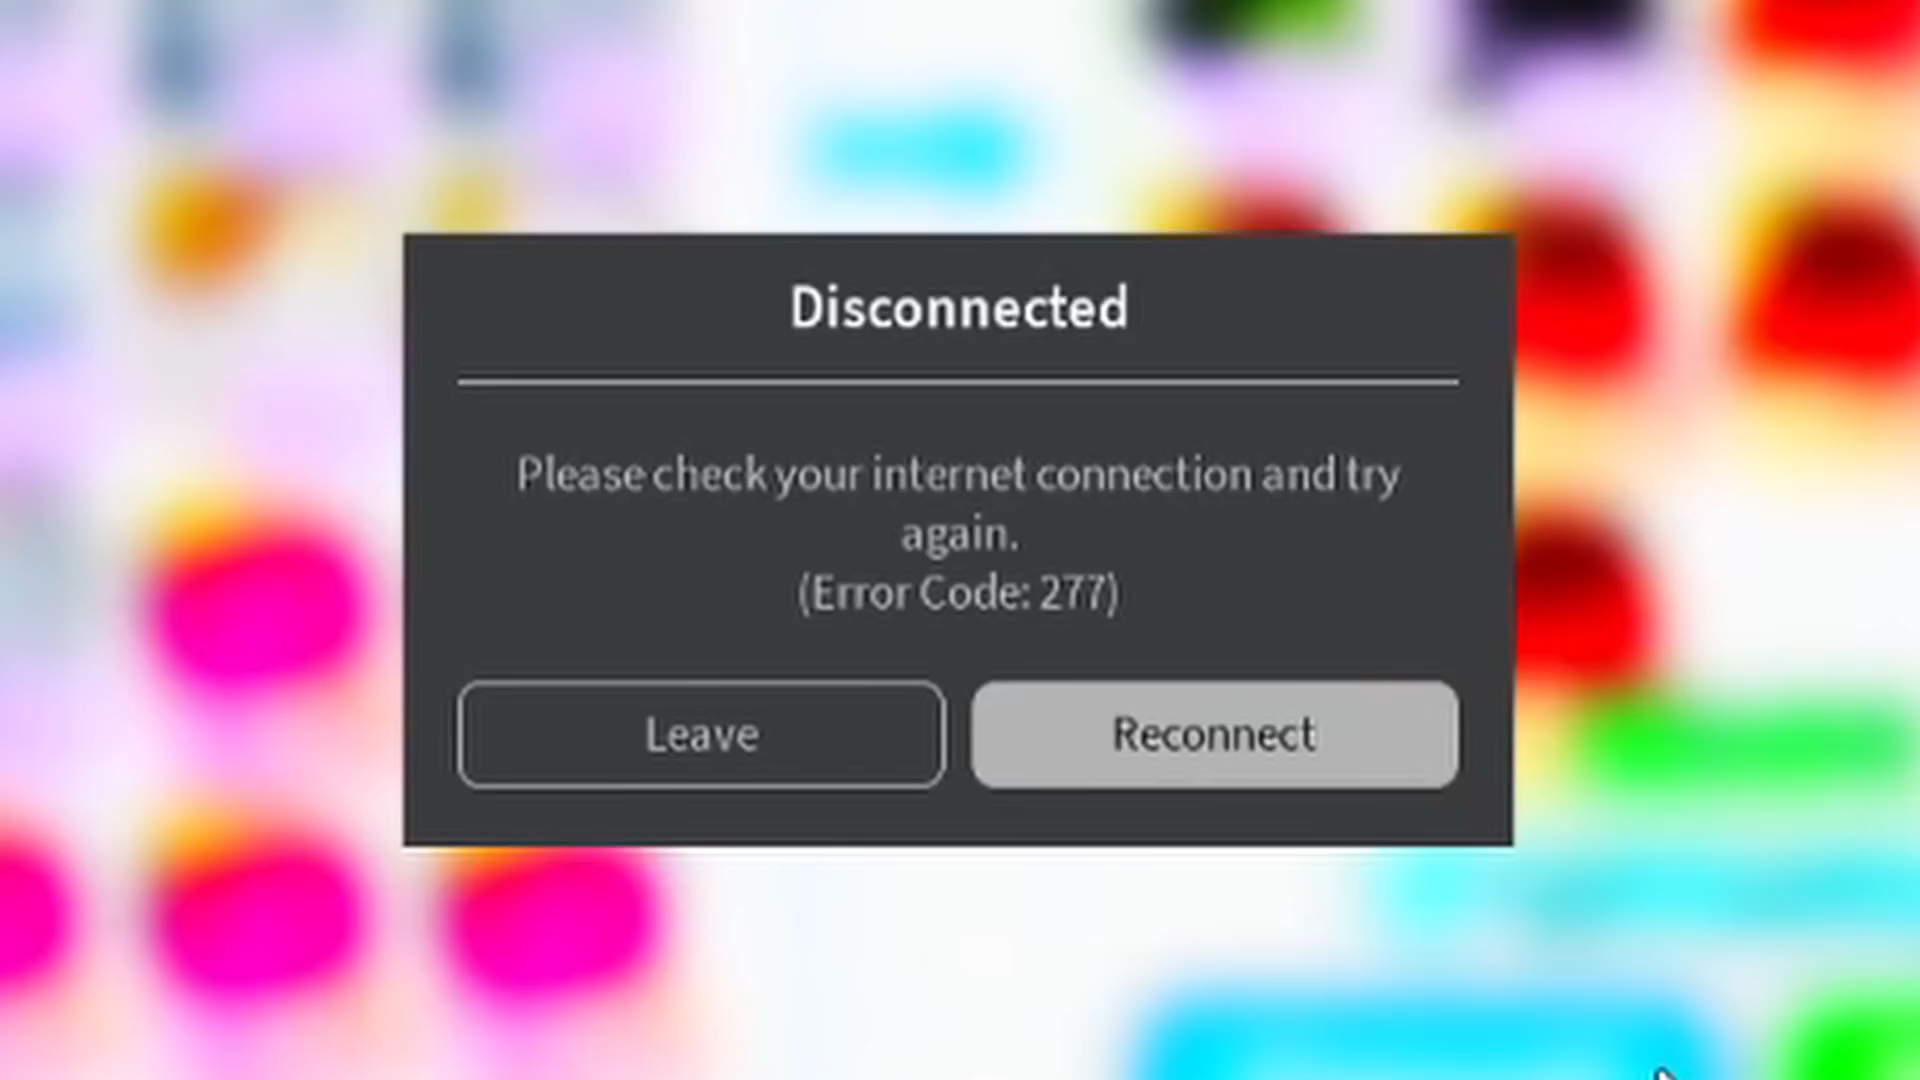 Disconnected
Please check your internet connection and try
again.
(Error Code: 277)
Leave
Reconnect